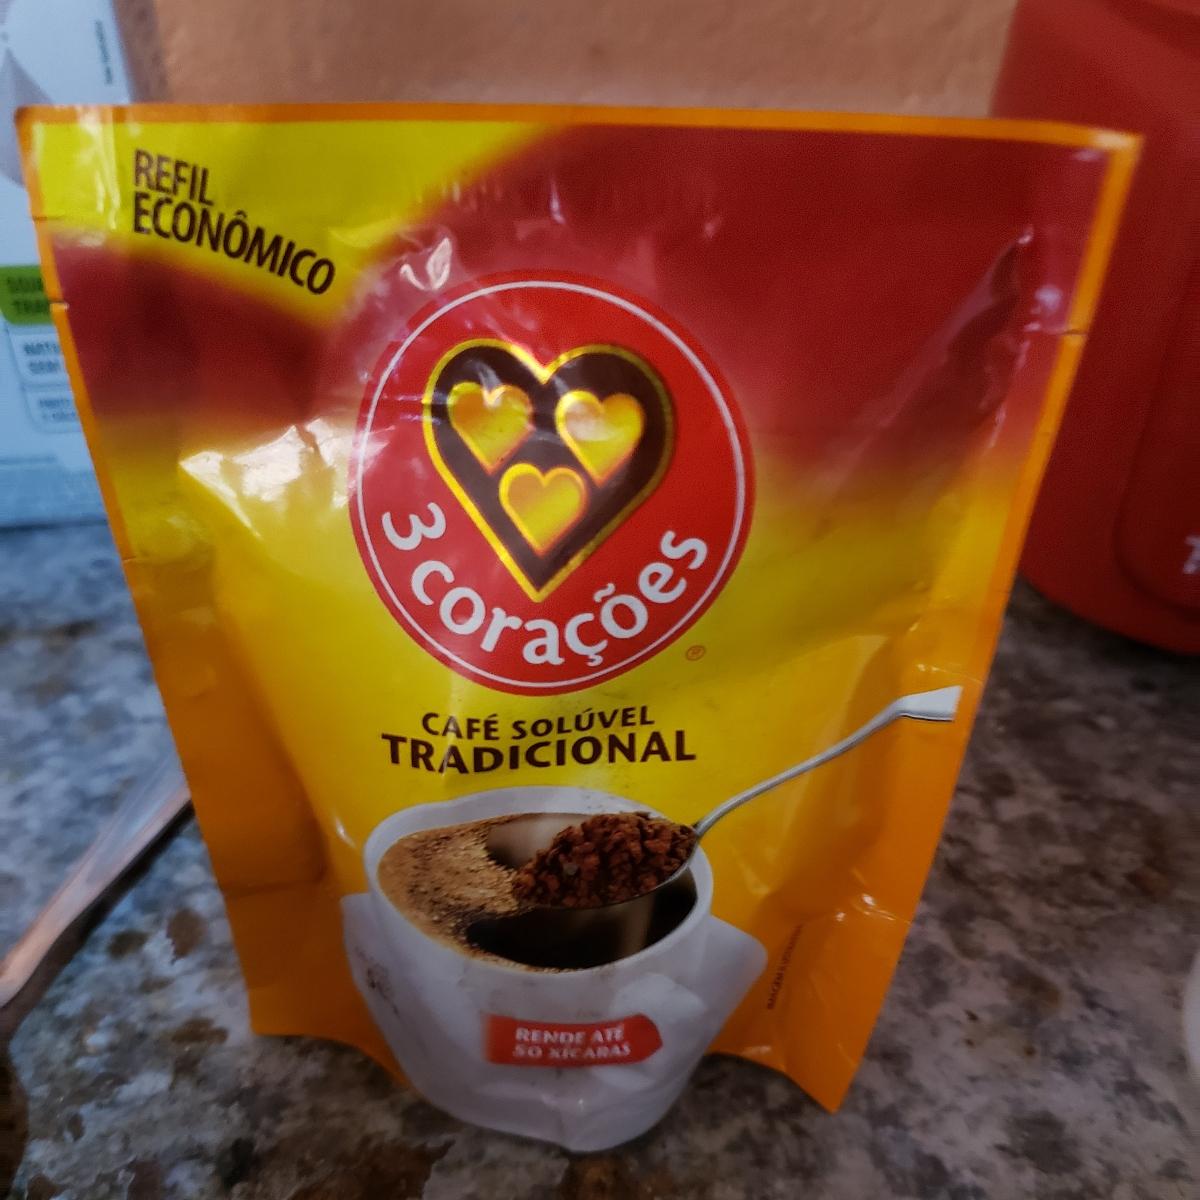 REFIL
ECONÔMICO
3 corações
®
CAFÉ SOLÚVEL
TRADICIONAL
RENDE ATÉ
50 XÍCARAS